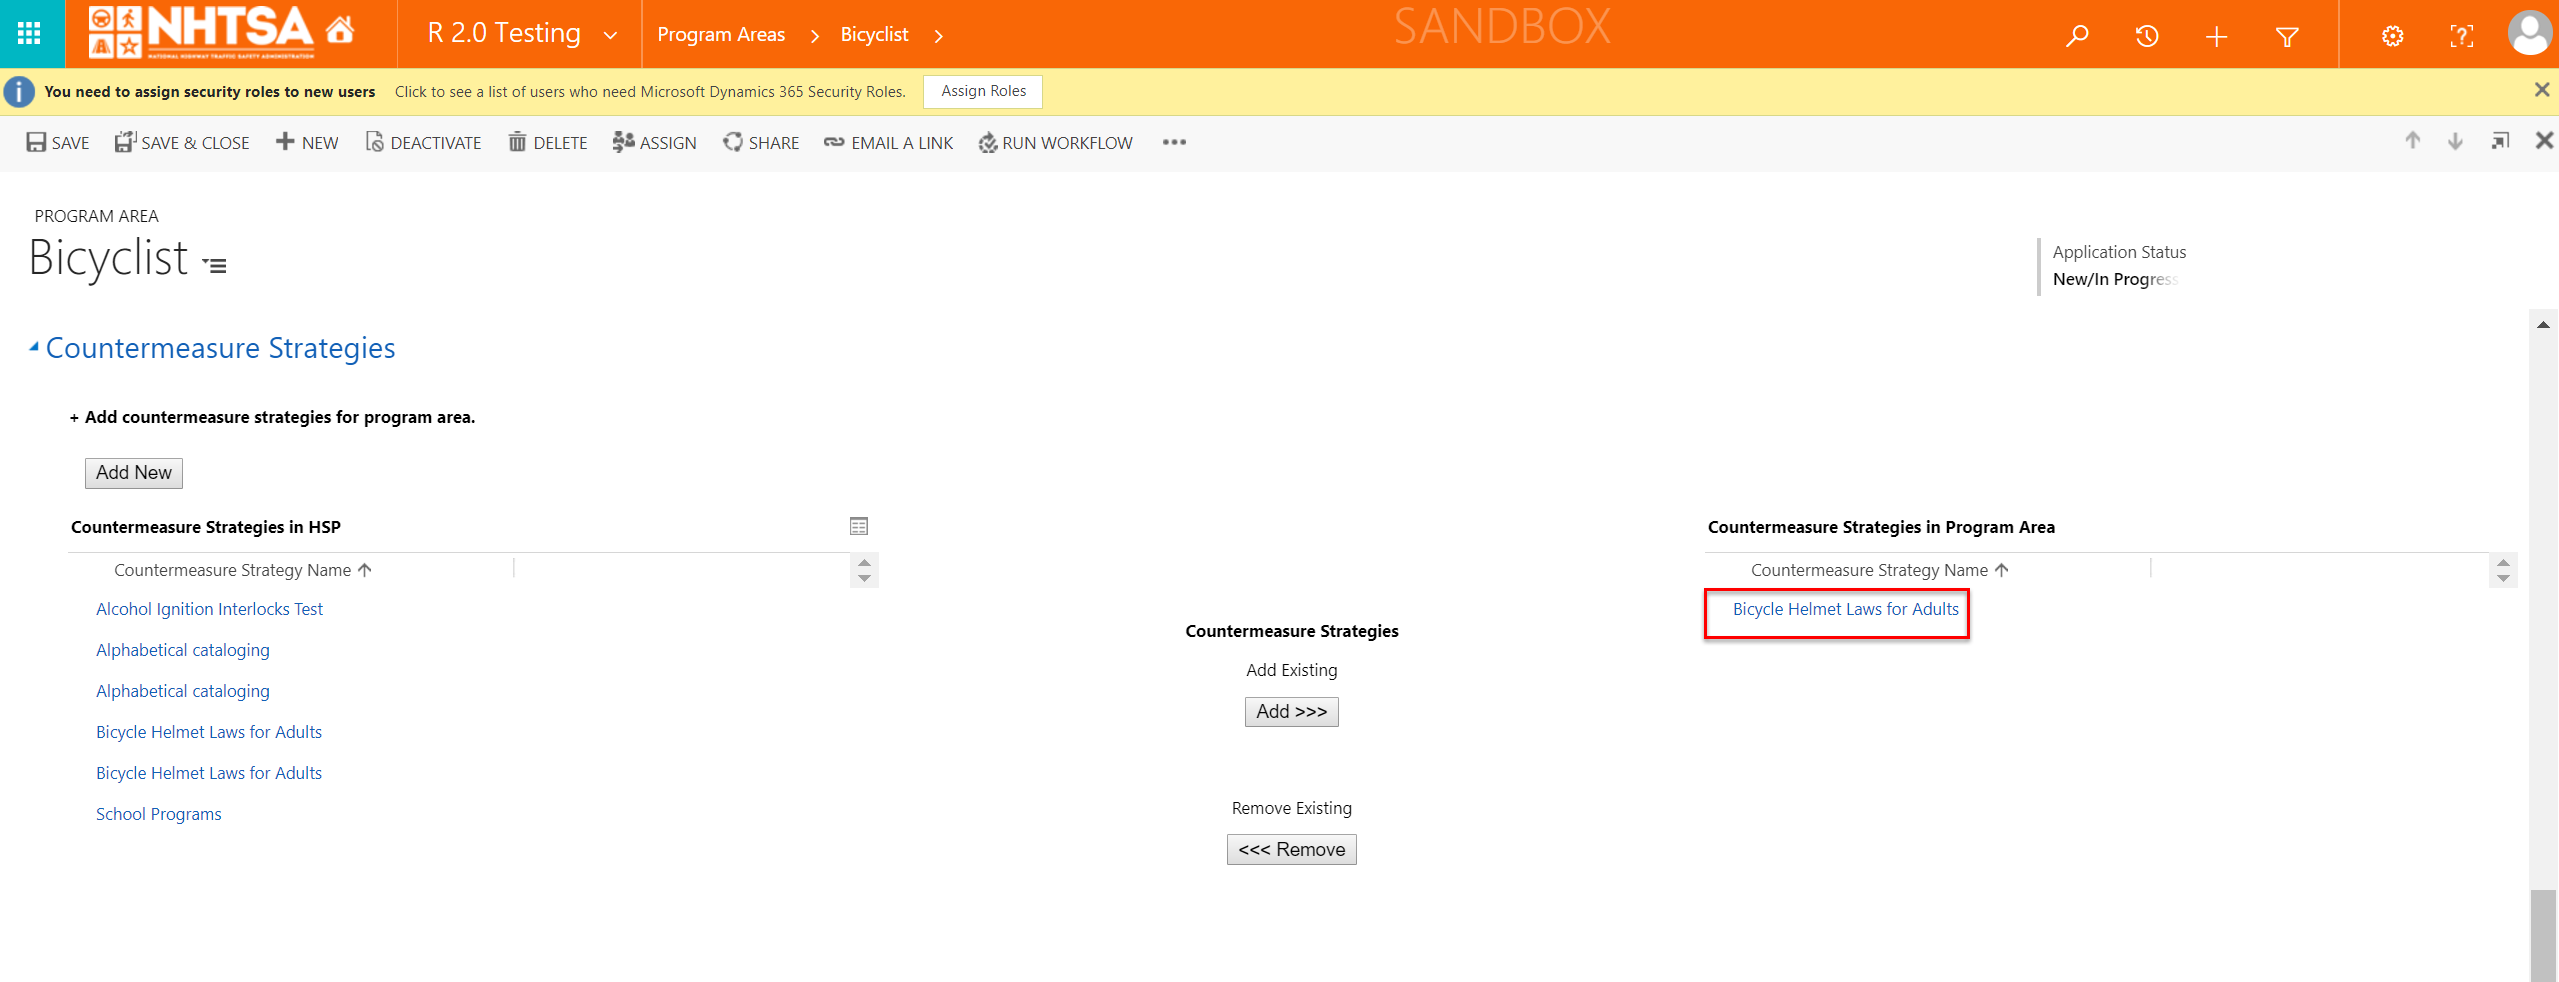 NHTSA
NATIONAL HIGHWAY TRAFFIC SAFETY ADMINISTRATION
R 2.0 Testing
Program Areas
Bicyclist
SANDBOX
You need to assign security roles to new users Click to see a list of users who need Microsoft Dynamics 365 Security Roles. Assign Roles
SAVE SAVE & CLOSE + NEW DEACTIVATE DELETE ASSIGN SHARE EMAIL A LINK RUN WORKFLOW •••
PROGRAM AREA
Bicyclist
Application Status
New/In Progress
Countermeasure Strategies
+ Add countermeasure strategies for program area.
Add New
Countermeasure Strategies in HSP
Countermeasure Strategy Name ↑
Alcohol Ignition Interlocks Test
Alphabetical cataloging
Alphabetical cataloging
Bicycle Helmet Laws for Adults
Bicycle Helmet Laws for Adults
School Programs
Countermeasure Strategies
Add Existing
Add >>>
Remove Existing
<<< Remove
Countermeasure Strategies in Program Area
Countermeasure Strategy Name ↑
Bicycle Helmet Laws for Adults